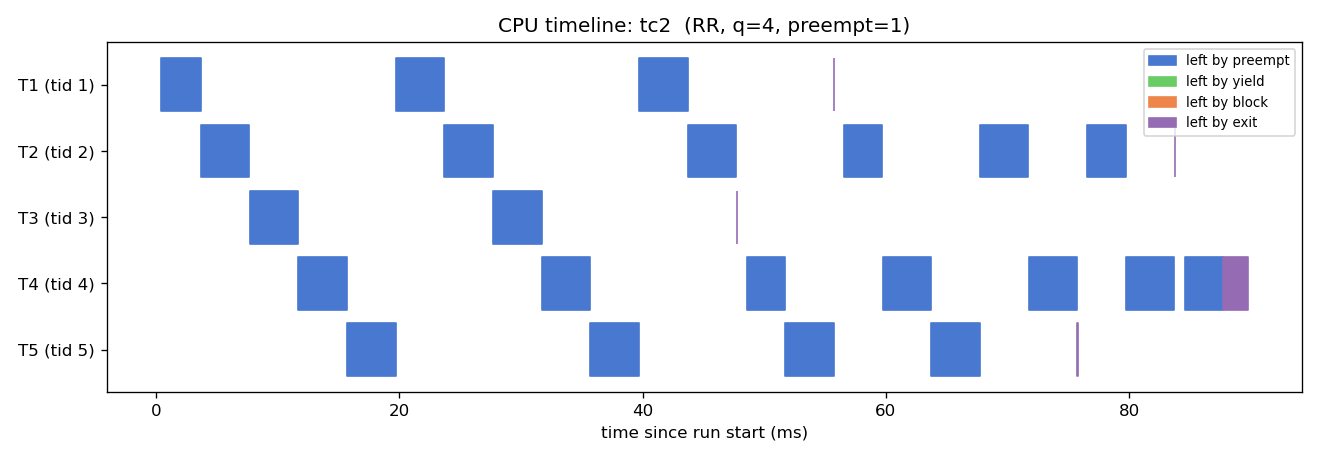 CPU timeline: tc2  (RR, q=4, preempt=1)
left by preempt
left by yield
left by block
left by exit
T1 (tid 1)
T2 (tid 2)
T3 (tid 3)
T4 (tid 4)
T5 (tid 5)
0 20 40 60 80
time since run start (ms)